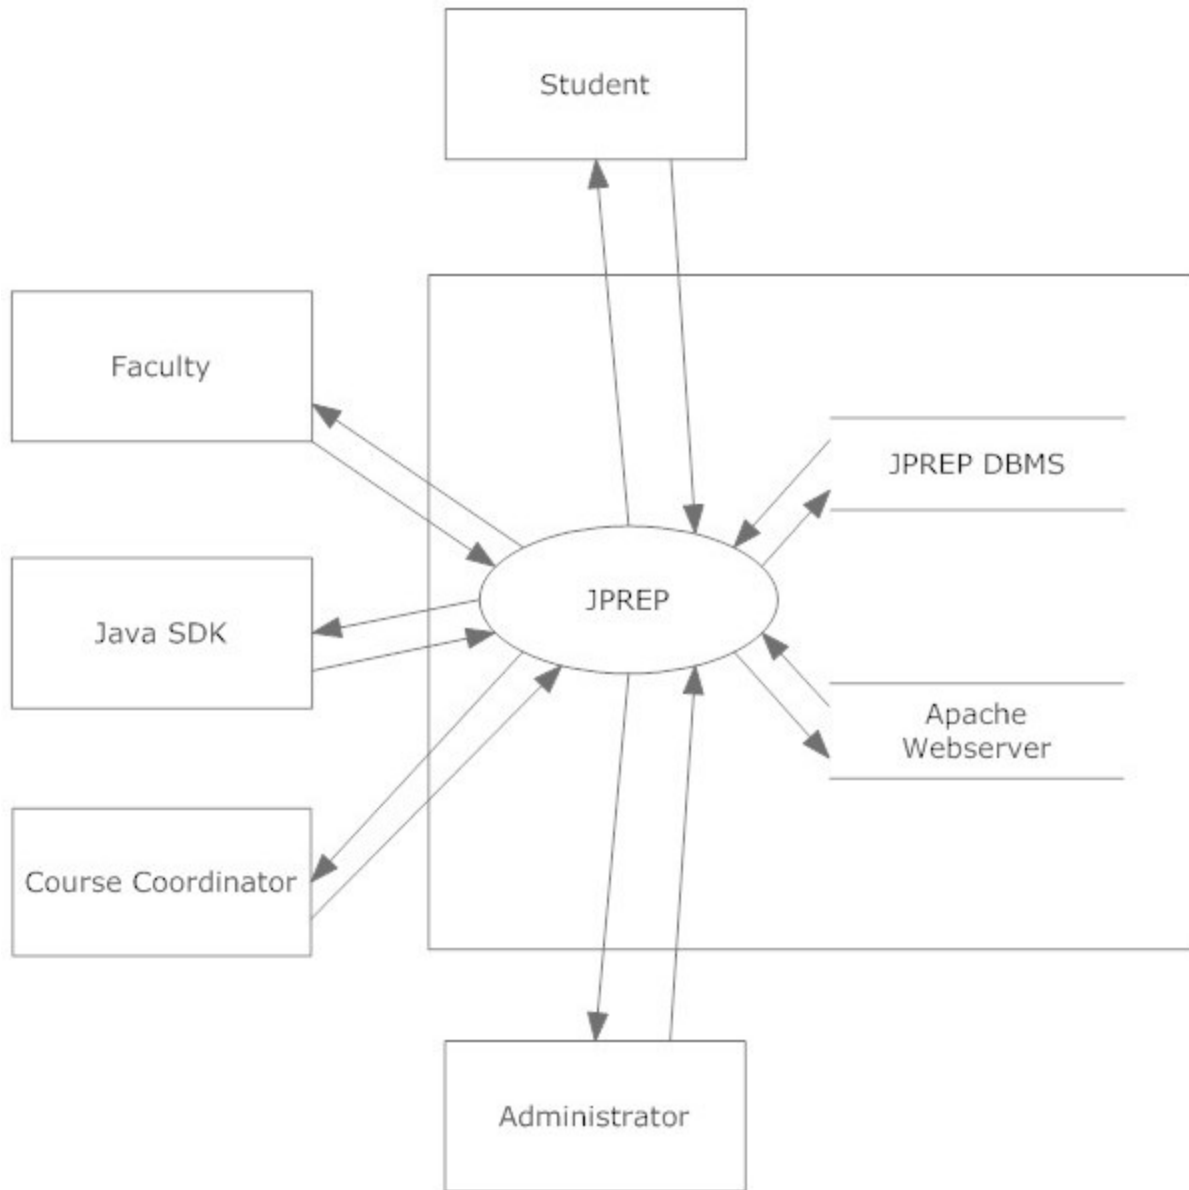 Student
Faculty
JPREP DBMS
JPREP
Java SDK
Apache
Webserver
Course Coordinator
Administrator